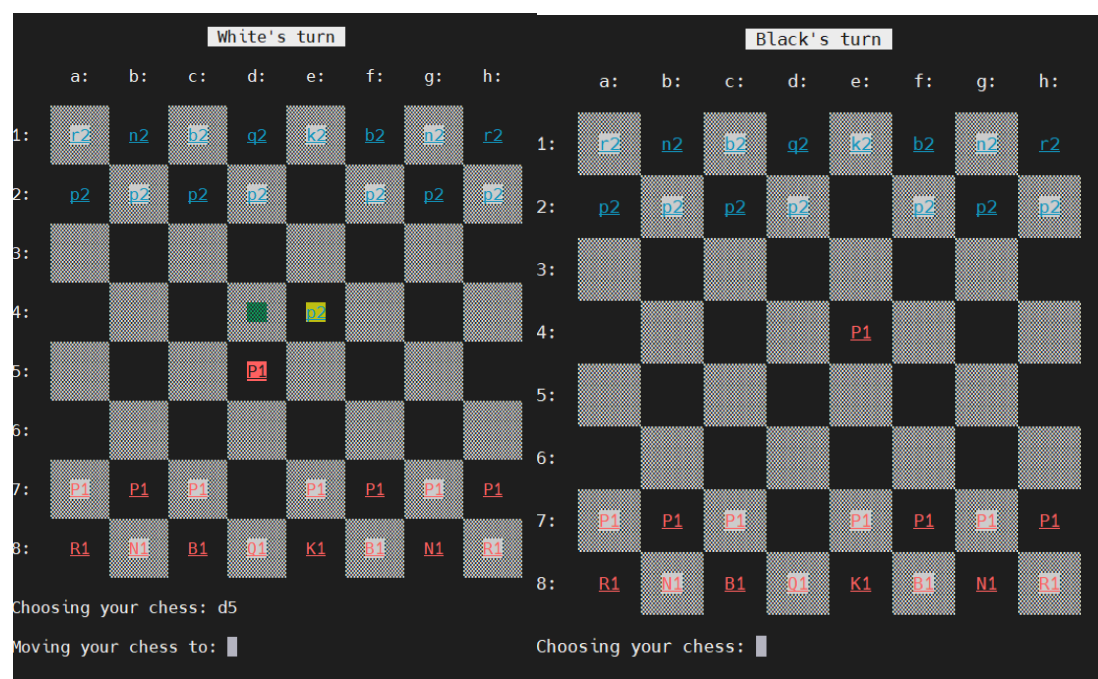 White's turn
a: b: c: d: e: f: g: h:
1: r2 n2 b2 q2 k2 b2 n2 r2
2: p2 p2 p2 p2 p2 p2 p2
3:
4: p2
5: P1
6:
7: P1 P1 P1 P1 P1 P1 P1
8: R1 N1 B1 Q1 K1 B1 N1 R1
Choosing your chess: d5
Moving your chess to:
Black's turn
a: b: c: d: e: f: g: h:
1: r2 n2 b2 q2 k2 b2 n2 r2
2: p2 p2 p2 p2 p2 p2 p2
3:
4: P1
5:
6:
7: P1 P1 P1 P1 P1 P1 P1
8: R1 N1 B1 Q1 K1 B1 N1 R1
Choosing your chess: